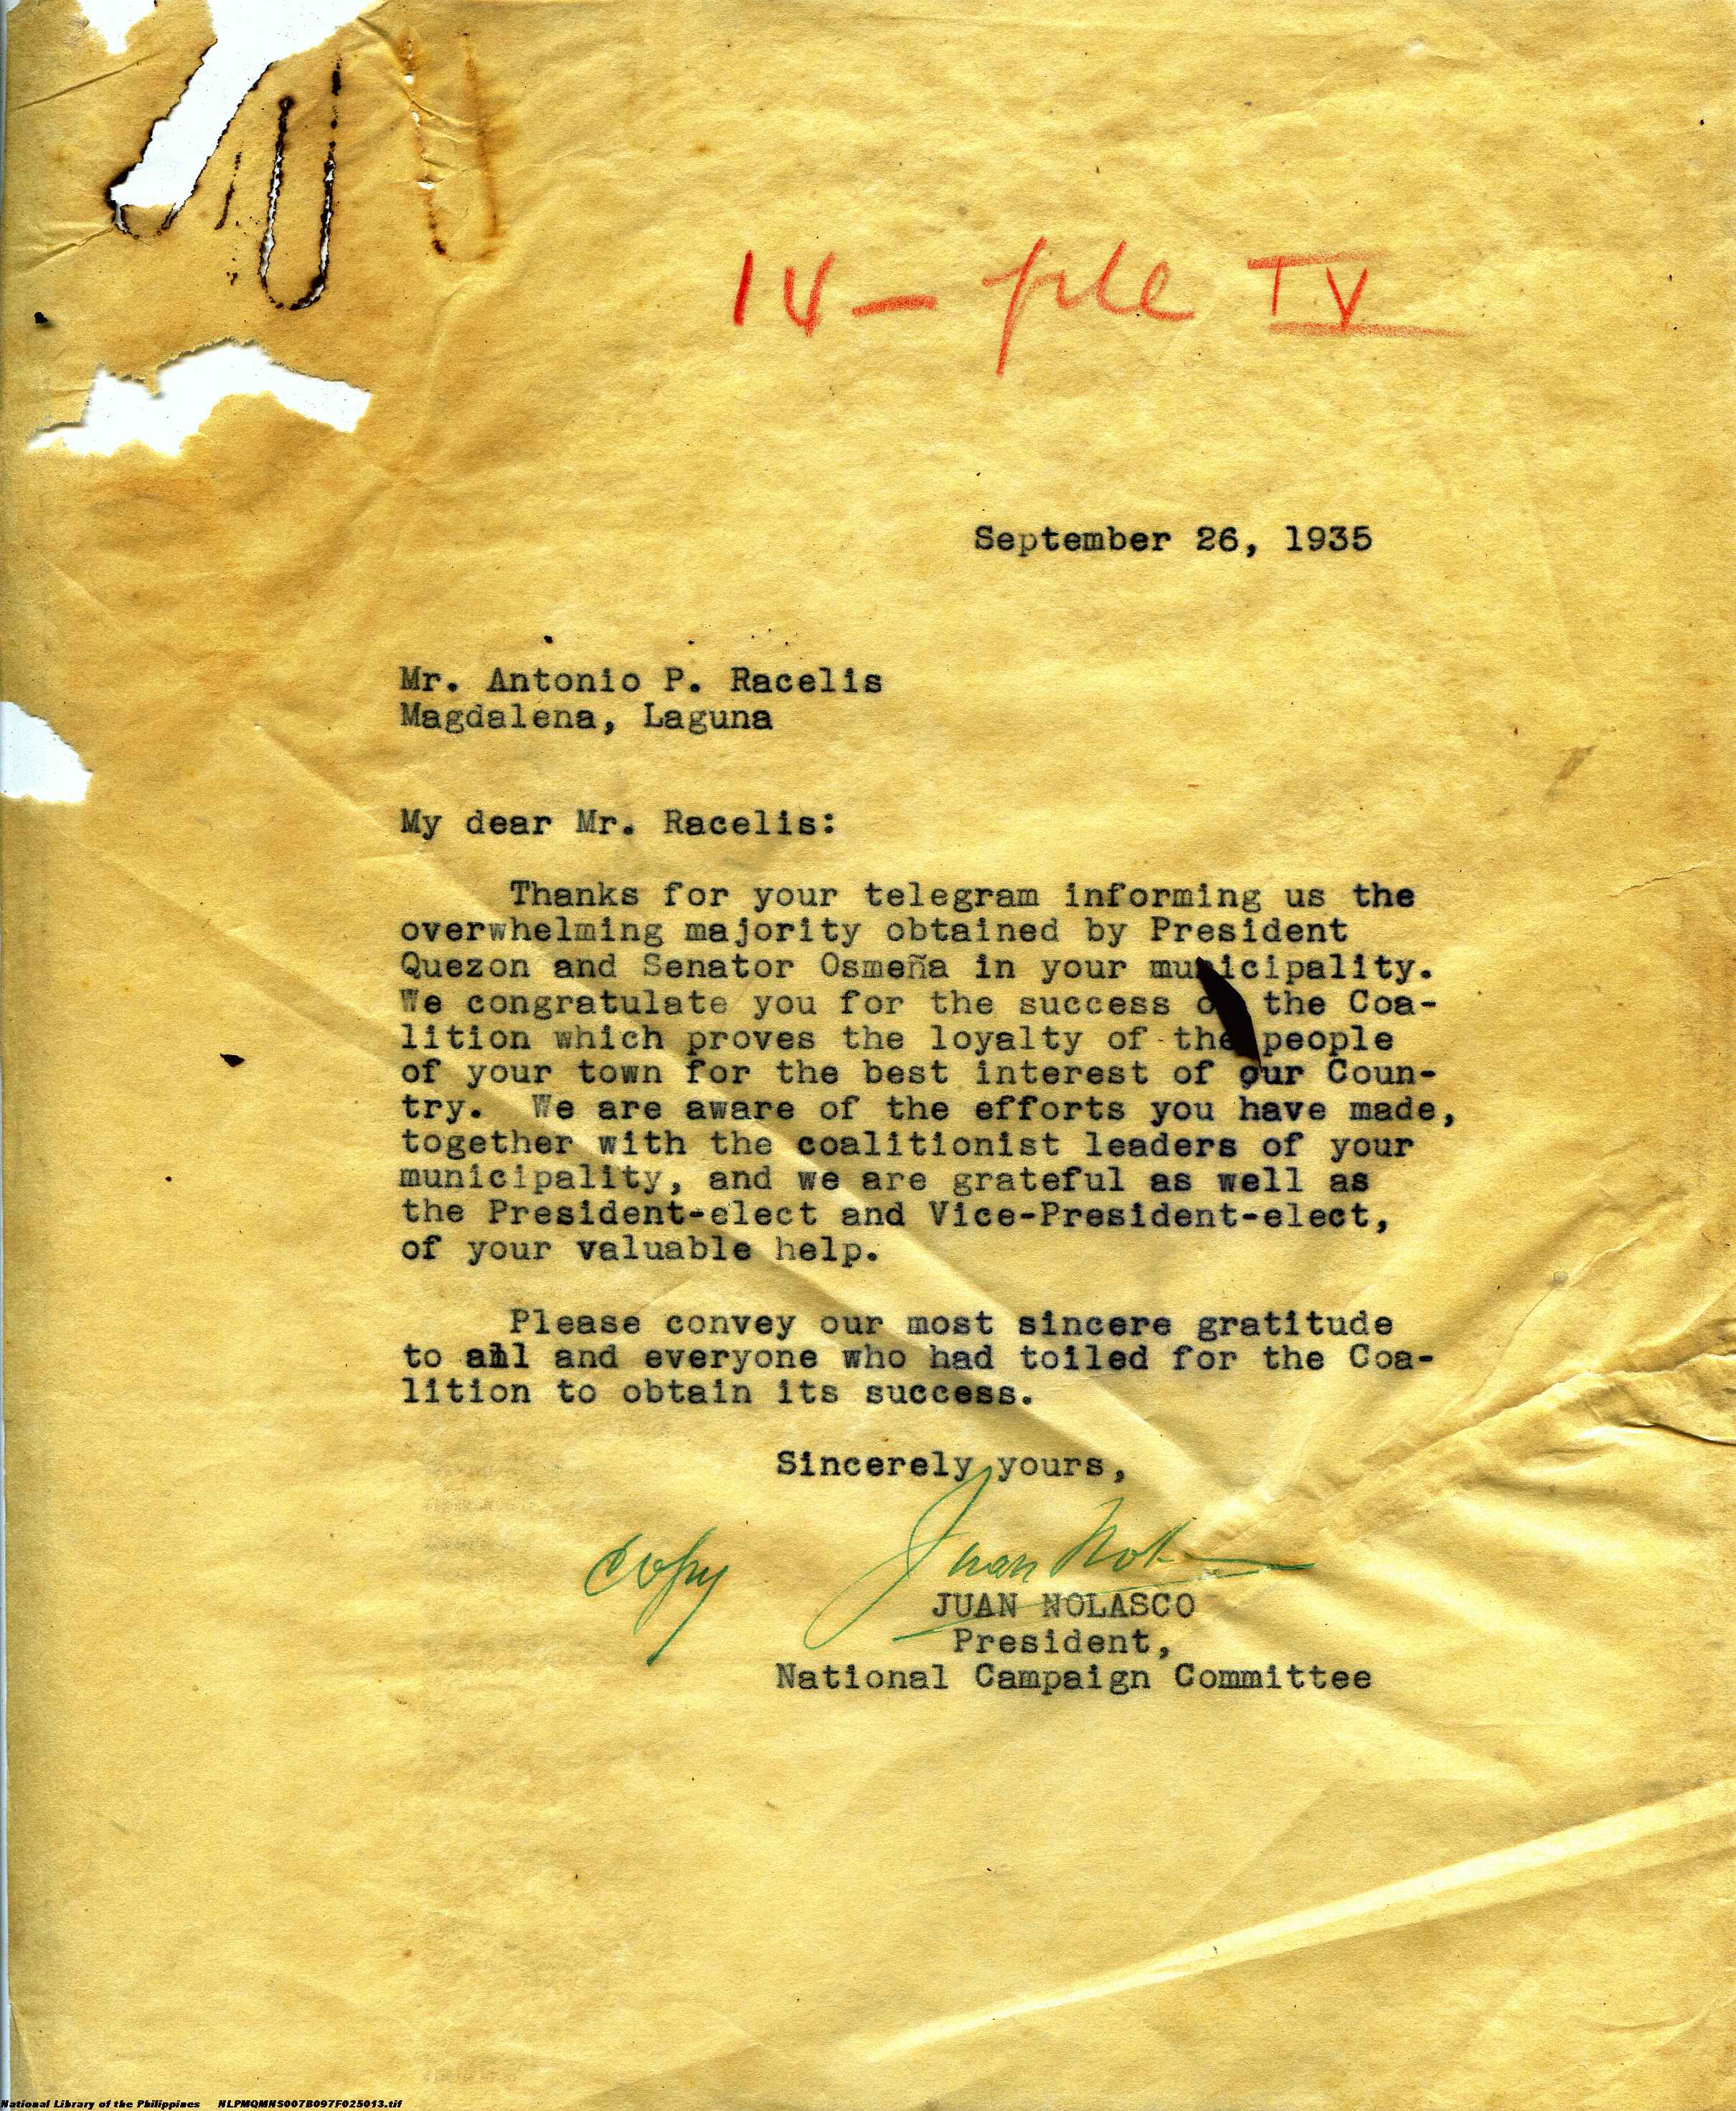 IV
September 26, 1935
Mr. Antonio P. Racelis
Magdalena, Laguna
My dear Mr. Racelis:
Thanks for your telegram informing us the
overwhelming majority obtained by President
Quezon and Senator Osmeña in your municipality.
We congratulate you for the success of the Coa-
lition which proves the loyalty of the people
of your town for the best interest of our Coun-
try. We are aware of the efforts you have made,
together with the coalitionist leaders of your
municipality, and we are grateful as well as
the President-elect and Vice-President-elect,
of your valuable help.
Please convey our most sincere gratitude
to all and everyone who had toiled for the Coa-
lition to obtain its success.
Sincerely yours,
copy Juan
JUAN NOLASCO
President,
National Campaign Committee
National Library of the Philippines NLPMQMNS007B097F025013.tif